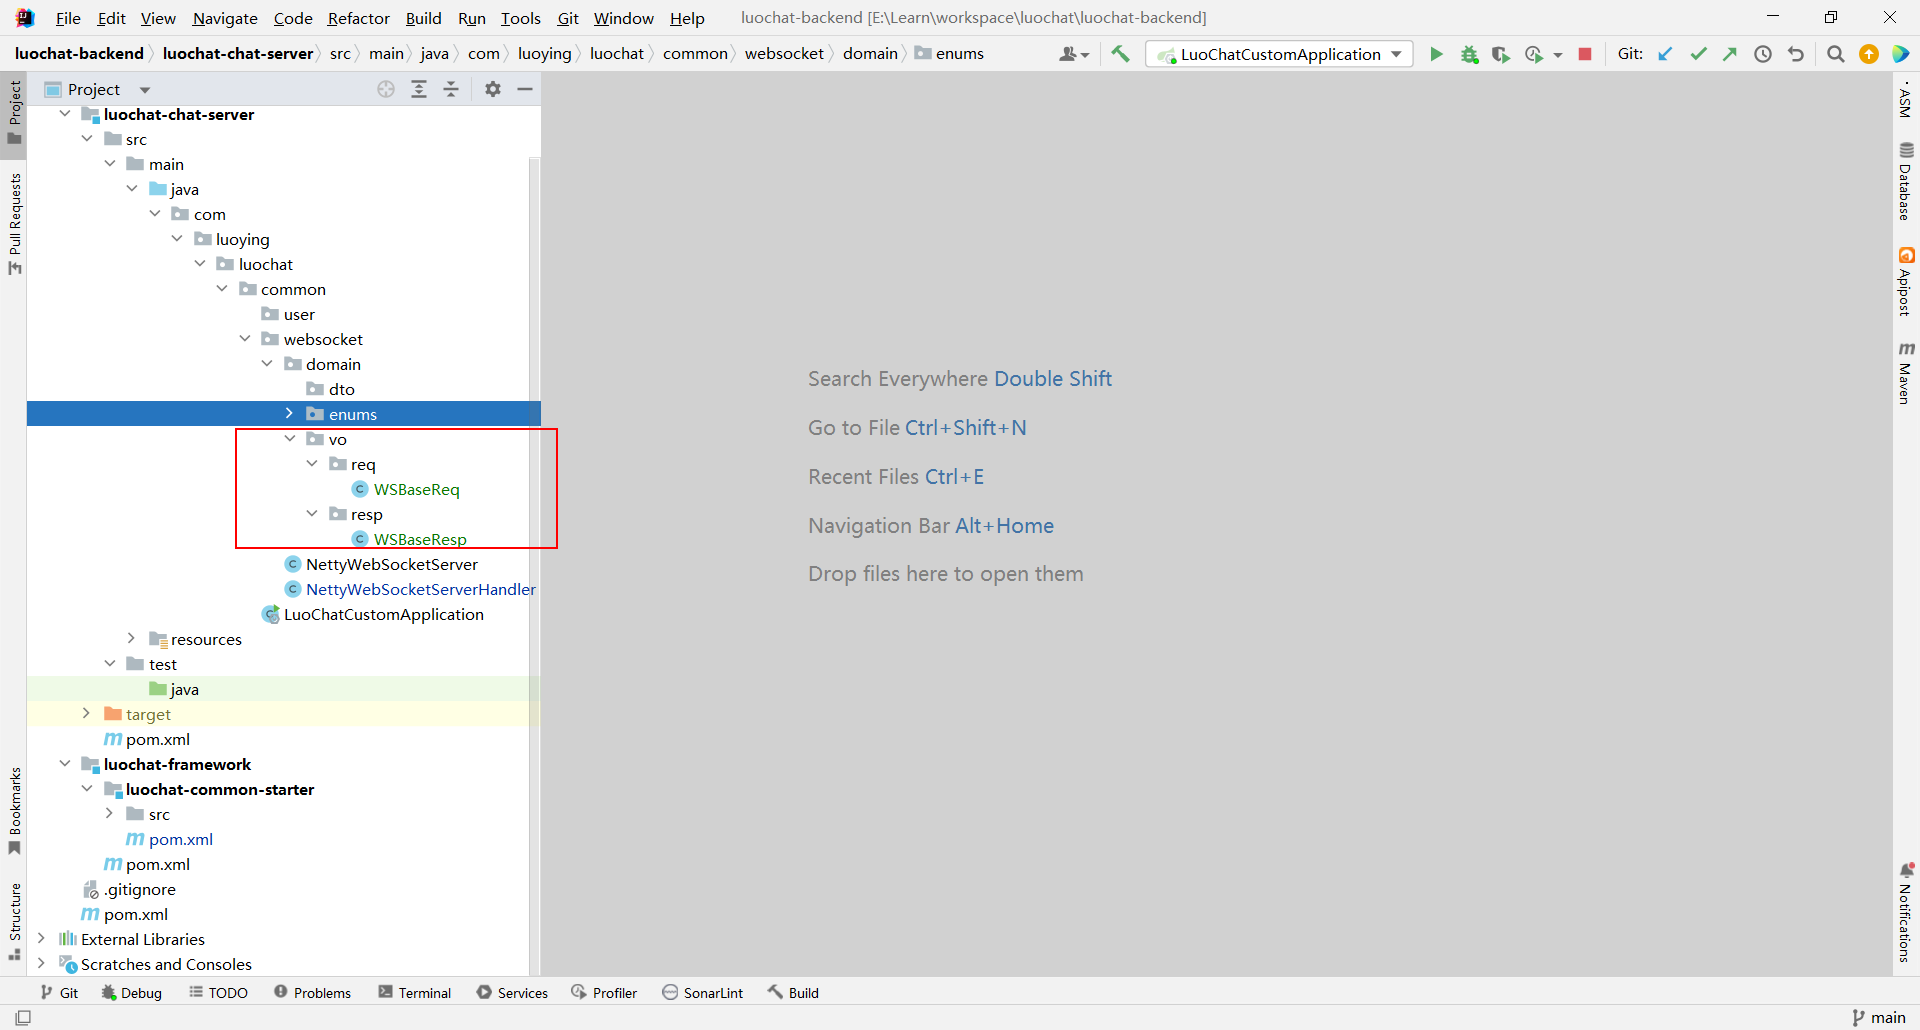 File Edit View Navigate Code Refactor Build Run Tools Git Window Help luochat-backend [E:\Learn\workspace\luochat\luochat-backend]
luochat-backend luochat-chat-server src main java com luoying luochat common websocket domain enums LuoChatCustomApplication Git:
Project
luochat-chat-server
src
main
java
com
luoying
luochat
common
user
websocket
domain
dto
enums
vo
req
WSBaseReq
resp
WSBaseResp
NettyWebSocketServer
NettyWebSocketServerHandler
LuoChatCustomApplication
resources
test
java
target
pom.xml
luochat-framework
luochat-common-starter
src
pom.xml
pom.xml
.gitignore
pom.xml
External Libraries
Scratches and Consoles
Search Everywhere Double Shift
Go to File Ctrl+Shift+N
Recent Files Ctrl+E
Navigation Bar Alt+Home
Drop files here to open them
Project
Pull Requests
Bookmarks
Structure
ASM
Database
Apipost
Maven
Notifications
Git Debug TODO Problems Terminal Services Profiler SonarLint Build
main